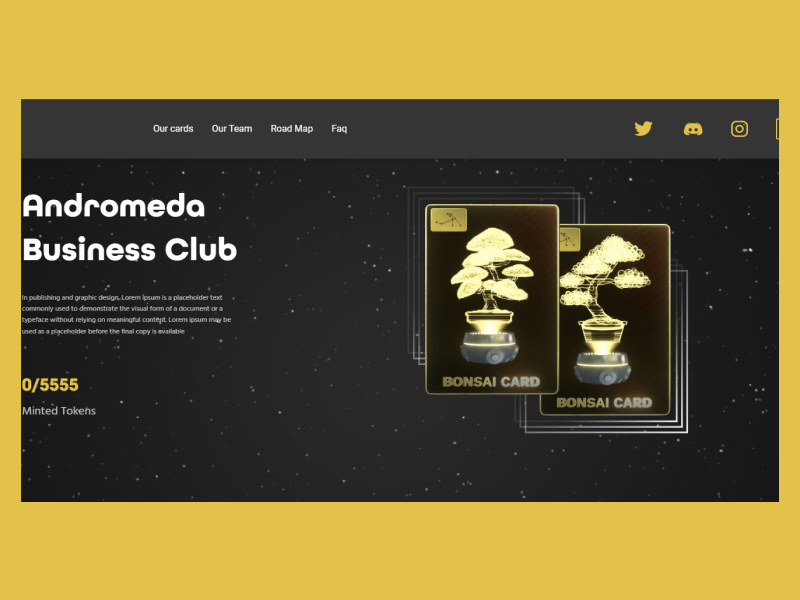 Our cards Our Team Road Map Faq
Andromeda
Business Club
In publishing and graphic design, Lorem ipsum is a placeholder text
commonly used to demonstrate the visual form of a document or a
typeface without relying on meaningful content. Lorem ipsum may be
used as a placeholder before the final copy is available
0/5555
Minted Tokens
BONSAI CARD
BONSAI CARD